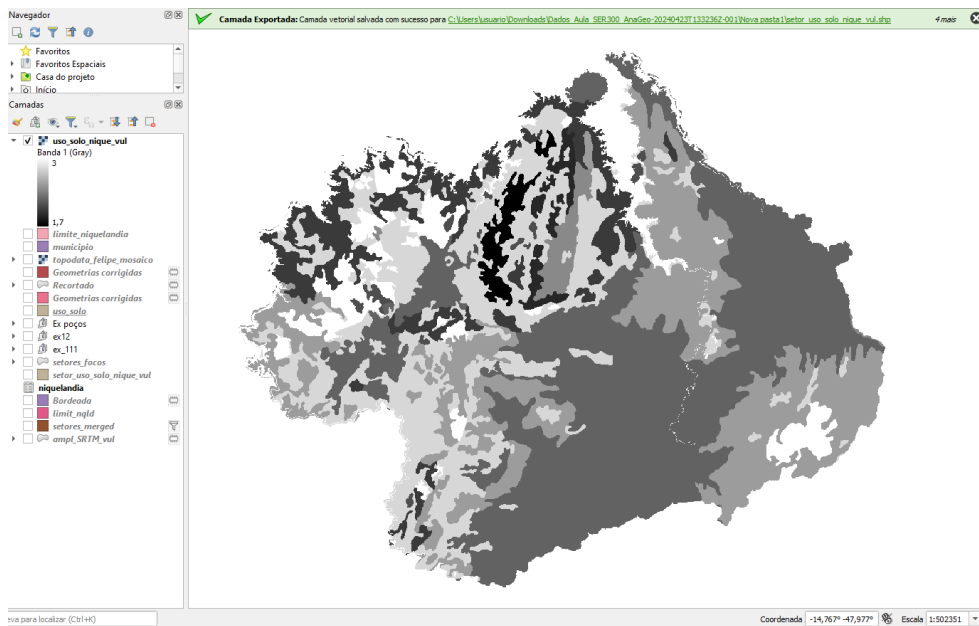 Navegador
Camada Exportada: Camada vetorial salvada com sucesso para C:\Users\usuario\Downloads\Dados_Aula_SER300_AnaGeo-20240423T133236Z-001\Nova pasta1\setor_uso_solo_nique_vul.shp
4 mais
Favoritos
Favoritos Espaciais
Casa do projeto
Início
Camadas
uso_solo_nique_vul
Banda 1 (Gray)
3
1,7
limite_niquelandia
municipio
topodata_felipe_mosaico
Geometrias corrigidas
Recortado
Geometrias corrigidas
uso_solo
Ex poços
ex12
ex_111
setores_focos
setor_uso_solo_nique_vul
niquelandia
Bordeada
limit_nqld
setores_merged
ampl_SRTM_vul
eva para localizar (Ctrl+K)
Coordenada -14,767° -47,977° Escala 1:502351